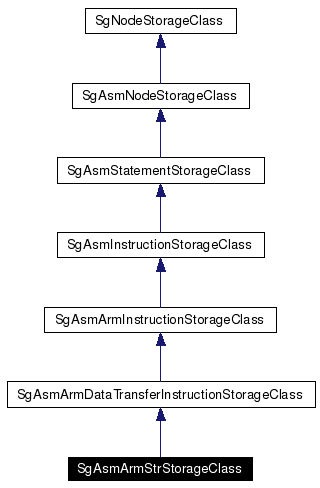 SgNodeStorageClass
SgAsmNodeStorageClass
SgAsmStatementStorageClass
SgAsmInstructionStorageClass
SgAsmArmInstructionStorageClass
SgAsmArmDataTransferInstructionStorageClass
SgAsmArmStrStorageClass